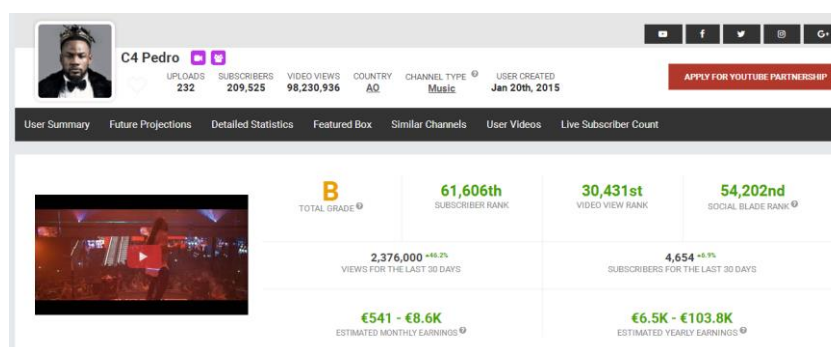 C4 Pedro
UPLOADS SUBSCRIBERS VIDEO VIEWS COUNTRY CHANNEL TYPE USER CREATED
232 209,525 98,230,936 AO Music Jan 20th, 2015
f G+
APPLY FOR YOUTUBE PARTNERSHIP
User Summary Future Projections Detailed Statistics Featured Box Similar Channels User Videos Live Subscriber Count
B 61,606th 30,431st 54,202nd
TOTAL GRADE SUBSCRIBER RANK VIDEO VIEW RANK SOCIAL BLADE RANK
2,376,000 +46.2% 4,654 +6.9%
VIEWS FOR THE LAST 30 DAYS SUBSCRIBERS FOR THE LAST 30 DAYS
€541 - €8.6K €6.5K - €103.8K
ESTIMATED MONTHLY EARNINGS ESTIMATED YEARLY EARNINGS